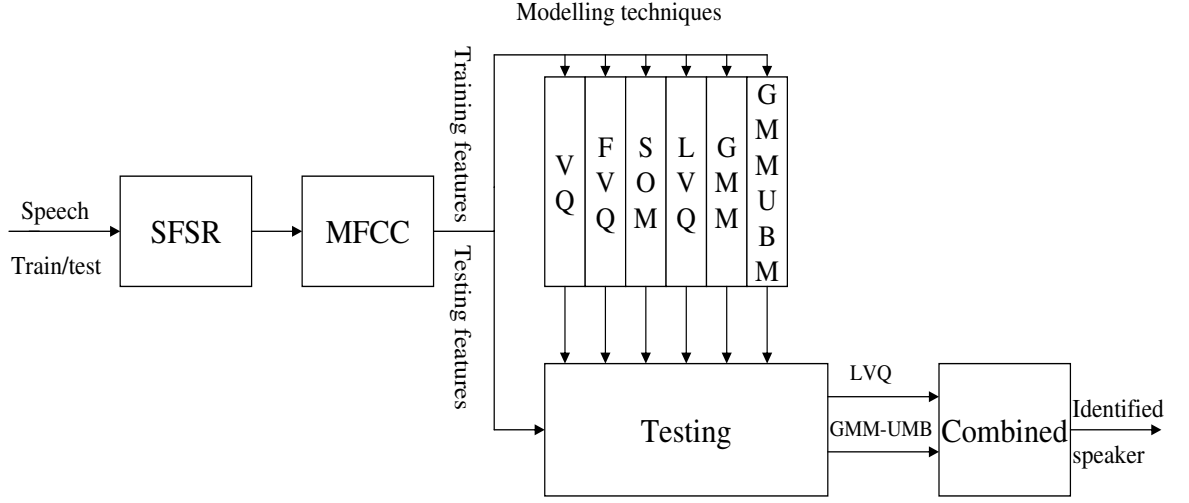 Modelling techniques
Training features
Testing features
Speech
Train/test
SFSR
MFCC
VQ
FVQ
SOM
LVQ
GMM
GMMUBM
Testing
LVQ
GMM-UMB
Combined
Identified
speaker